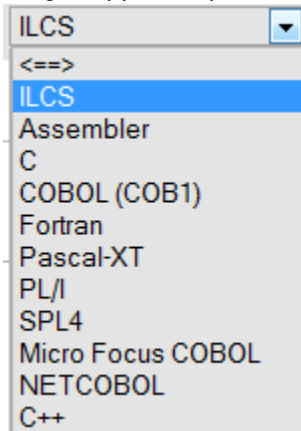 ILCS
<==>
ILCS
Assembler
C
COBOL (COB1)
Fortran
Pascal-XT
PL/I
SPL4
Micro Focus COBOL
NETCOBOL
C++